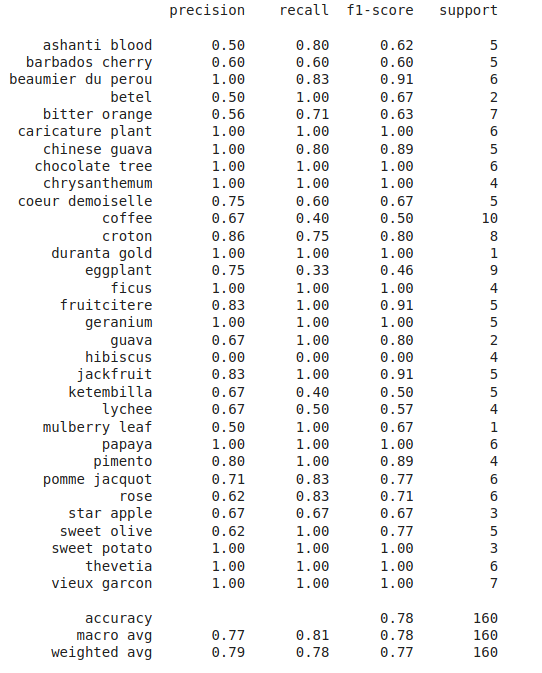 precision recall f1-score support
ashanti blood 0.50 0.80 0.62 5
barbados cherry 0.60 0.60 0.60 5
beaumier du perou 1.00 0.83 0.91 6
betel 0.50 1.00 0.67 2
bitter orange 0.56 0.71 0.63 7
caricature plant 1.00 1.00 1.00 6
chinese guava 1.00 0.80 0.89 5
chocolate tree 1.00 1.00 1.00 6
chrysanthemum 1.00 1.00 1.00 4
coeur demoiselle 0.75 0.60 0.67 5
coffee 0.67 0.40 0.50 10
croton 0.86 0.75 0.80 8
duranta gold 1.00 1.00 1.00 1
eggplant 0.75 0.33 0.46 9
ficus 1.00 1.00 1.00 4
fruitcitere 0.83 1.00 0.91 5
geranium 1.00 1.00 1.00 5
guava 0.67 1.00 0.80 2
hibiscus 0.00 0.00 0.00 4
jackfruit 0.83 1.00 0.91 5
ketembilla 0.67 0.40 0.50 5
lychee 0.67 0.50 0.57 4
mulberry leaf 0.50 1.00 0.67 1
papaya 1.00 1.00 1.00 6
pimento 0.80 1.00 0.89 4
pomme jacquot 0.71 0.83 0.77 6
rose 0.62 0.83 0.71 6
star apple 0.67 0.67 0.67 3
sweet olive 0.62 1.00 0.77 5
sweet potato 1.00 1.00 1.00 3
thevetia 1.00 1.00 1.00 6
vieux garcon 1.00 1.00 1.00 7
accuracy 0.78 160
macro avg 0.77 0.81 0.78 160
weighted avg 0.79 0.78 0.77 160